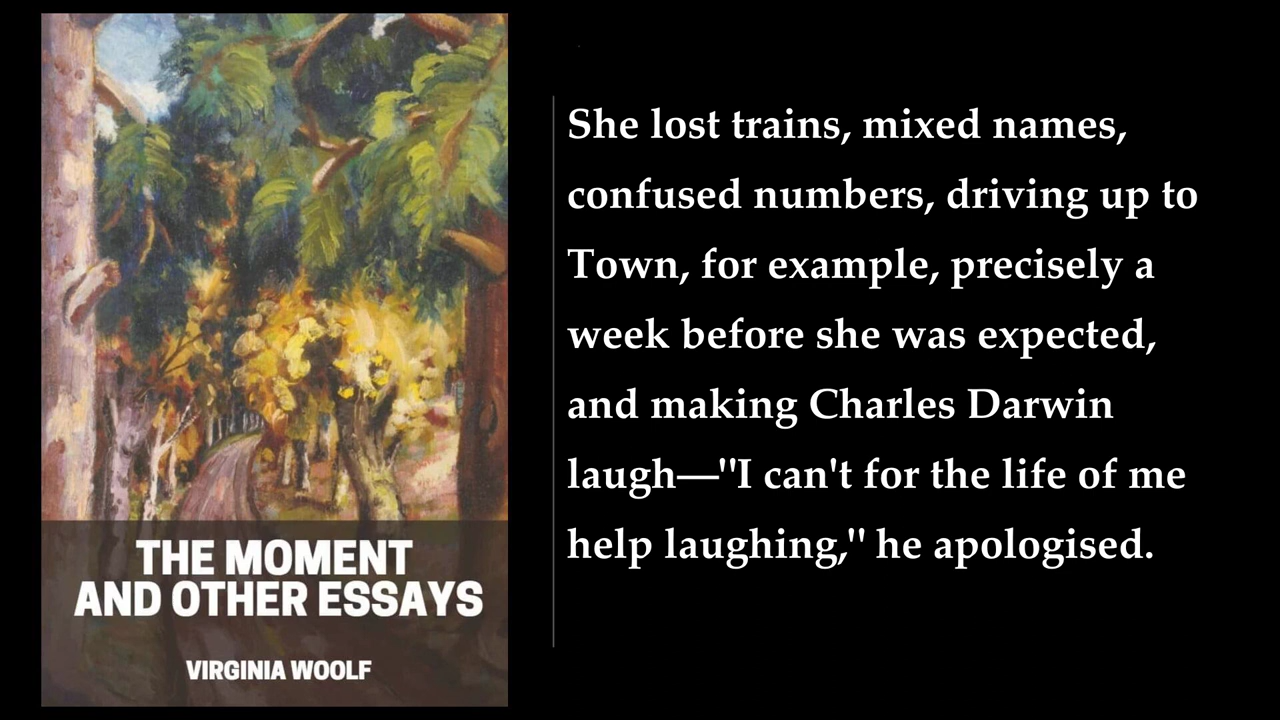 THE MOMENT
AND OTHER ESSAYS
VIRGINIA WOOLF
She lost trains, mixed names,
confused numbers, driving up to
Town, for example, precisely a
week before she was expected,
and making Charles Darwin
laugh—"I can't for the life of me
help laughing," he apologised.